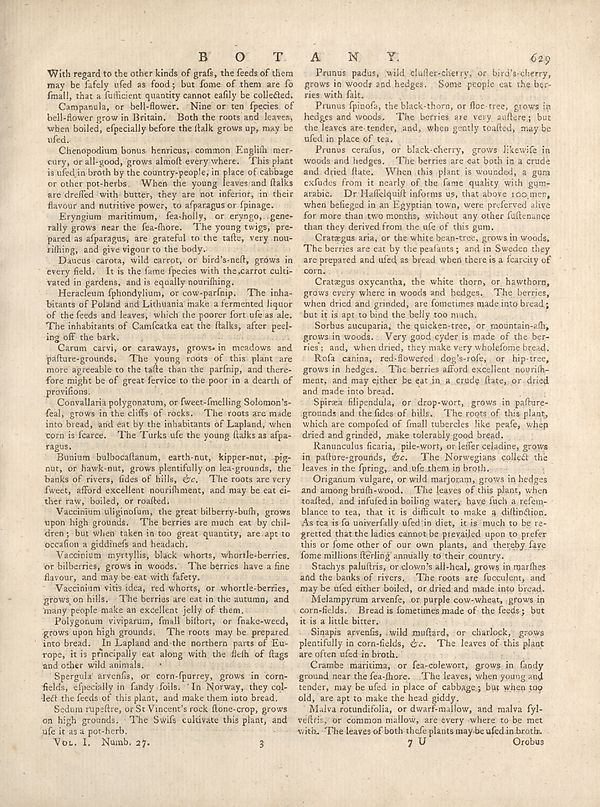 B O T A N Y. 629
With regard to the other kinds of graſs, the ſeeds of them
may be ſafely uſed as food; but ſome of them are ſo
ſmall, that a ſufficient quantity cannot eaſily be collected.
Campanula, or bell-flower. Nine or ten ſpecies of
bell-flower grow in Britain. Both the roots and leaves,
when boiled, eſpecially before the ſtalk grows up, may be
uſed.
Chenopodium bonus henricus, common Engliſh mer-
cury, or all-good, grows almoſt every where. This plant
is uſed in broth by the country-people, in place of cabbage
or other pot-herbs. When the young leaves and ſtalks
are dreſſed with butter, they are not inferior, in their
flavour and nutritive power, to aſparagus or ſpinage.
Eryngium maritimum, ſea-holly, or eryngo, gene-
rally grows near the ſea-ſhore. The young twigs, pre-
pared as aſparagus, are grateful to the taſte, very nou-
riſhing, and give vigour to the body.
Daucus carota, wild carrot, or bird's-neſt, grows in
every field. It is the ſame ſpecies with the carrot culti-
vated in gardens, and is equally nouriſhing.
Heracleum ſphondylium, or cow-parſnip. The inha-
bitants of Poland and Lithuania make a fermented liquor
of the ſeeds and leaves, which the poorer ſort uſe as ale.
The inhabitants of Camſcatka eat the ſtalks, after peel-
ing off the bark.
Carum carvi, or caraways, grows in meadows and
paſture-grounds. The young roots of this plant are
more agreeable to the taſte than the parſnip, and there-
fore might be of great ſervice to the poor in a dearth of
proviſions.
Convallaria polygonatum, or ſweet-ſmelling Solomon's-
ſeal, grows in the cliffs of rocks. The roots are made
into bread, and eat by the inhabitants of Lapland, when
corn is ſcarce. The Turks uſe the young ſtalks as aſpa-
ragus.
Bunium bulbocaſtanum, earth-nut, kipper-nut, pig-
nut, or hawk-nut, grows plentifully on lea-grounds, the
banks of rivers, ſides of hills, &c. The roots are very
ſweet, afford excellent nouriſhment, and may be eat ei-
ther raw, boiled, or roaſted.
Vaccinium uliginoſum, the great bilberry-buſh, grows
upon high grounds. The berries are much eat by chil-
dren; but when taken in too great quantity, are apt to
occaſion a giddineſs and headach.
Vaccinium myrtyllis, black whorts, whortle-berries,
or bilberries, grows in woods. The berries have a fine
flavour, and may be eat with ſafety.
Vaccinium vitis idea, red whorts, or whortle-berries,
grows on hills. The berries are eat in the autumn, and
many people make an excellent jelly of them.
Polygonum viviparum, ſmall biſtort, or ſnake-weed,
grows upon high grounds. The roots may be prepared
into bread. In Lapland and the northern parts of Eu-
rope, it is principally eat along with the fleſh of ſtags
and other wild animals.
Spergula arvenſis, or corn-ſpurrey, grows in corn-
fields, eſpecially in ſandy ſoils. In Norway, they col-
lect the ſeeds of this plant, and make them into bread.
Sedum rupeſtre, or St Vincent's rock ſtone-crop, grows
on high grounds. The Swiſs cultivate this plant, and
uſe it as a pot-herb.
Vol. I. Numb. 27. 3
Prunus padus, wild cluſter-cherry, or bird's-cherry,
grows in woods and hedges. Some people eat the ber-
ries with ſalt.
Prunus ſpinoſa, the black-thorn, or floe-tree, grows in
hedges and woods. The berries are very auſtere; but
the leaves are tender, and, when gently toaſted, may be
uſed in place of tea.
Prunus ceraſus, or black-cherry, grows likewiſe in
woods and hedges. The berries are eat both in a crude
and dried ſtate. When this plant is wounded, a gum
exſudes from it nearly of the ſame quality with gum-
arabic. Dr Haſſelquiſt informs us, that above 100 men,
when beſieged in an Egyptian town, were preſerved alive
for more than two months, without any other ſuſtenance
than they derived from the uſe of this gum.
Cratægus aria, or the white bean-tree, grows in woods.
The berries are eat by the peaſants; and in Sweden they
are prepared and uſed as bread when there is a ſcarcity of
corn.
Cratægus oxycantha, the white thorn, or hawthorn,
grows every where in woods and hedges. The berries,
when dried and grinded, are ſometimes made into bread;
but it is apt to bind the belly too much.
Sorbus aucuparia, the quicken-tree, or mountain-aſh,
grows in woods. Very good cyder is made of the ber-
ries; and, when dried, they make very wholeſome bread.
Roſa canina, red-flowered dog's-roſe, or hip-tree,
grows in hedges. The berries afford excellent nouriſh-
ment, and may either be eat in a crude ſtate, or dried
and made into bread.
Spiræa filipendula, or drop-wort, grows in paſture-
grounds and the ſides of hills. The roots of this plant,
which are compoſed of ſmall tubercles like peaſe, when
dried and grinded, make tolerably good bread.
Ranunculus ficaria, pile-wort, or leſſer celadine, grows
in paſture-grounds, &c. The Norwegians collect the
leaves in the ſpring, and uſe them in broth.
Origanum vulgare, or wild marjoram, grows in hedges
and among bruſh-wood. The leaves of this plant, when
toaſted, and infuſed in boiling water, have ſuch a reſem-
blance to tea, that it is difficult to make a diſtinction.
As tea is ſo univerſally uſed in diet, it is much to be re-
gretted that the ladies cannot be prevailed upon to prefer
this or ſome other of our own plants, and thereby ſave
ſome millions ſterling annually to their country.
Stachys paluſtris, or clown's all-heal, grows in marſhes
and the banks of rivers. The roots are ſucculent, and
may be uſed either boiled, or dried and made into bread.
Melampyrum arvenſe, or purple cow-wheat, grows in
corn-fields. Bread is ſometimes made of the ſeeds; but
it is a little bitter.
Sinapis arvenſis, wild muſtard, or charlock, grows
plentifully in corn-fields, &c. The leaves of this plant
are often uſed in broth.
Crambe maritima, or ſea-colewort, grows in ſandy
ground near the ſea-ſhore. The leaves, when young and
tender, may be uſed in place of cabbage; but when too
old, are apt to make the head giddy.
Malva rotundifolia, or dwarf-mallow, and malva ſyl-
veſtris, or common mallow, are every where to be met
with. The leaves of both theſe plants may be uſed in broth.
7 U Orobus